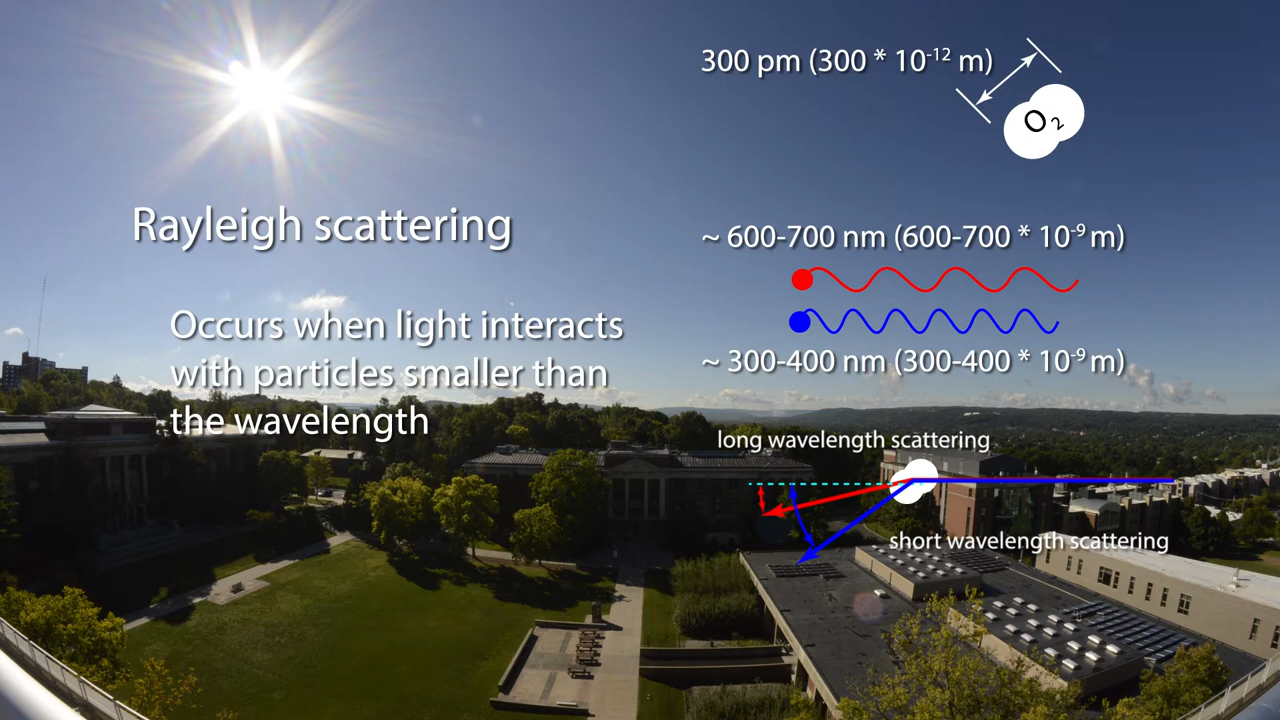 300 pm (300 * 10⁻¹² m)
O₂
Rayleigh scattering
~ 600-700 nm (600-700 * 10⁻⁹ m)
Occurs when light interacts
with particles smaller than
the wavelength
~ 300-400 nm (300-400 * 10⁻⁹ m)
long wavelength scattering
short wavelength scattering